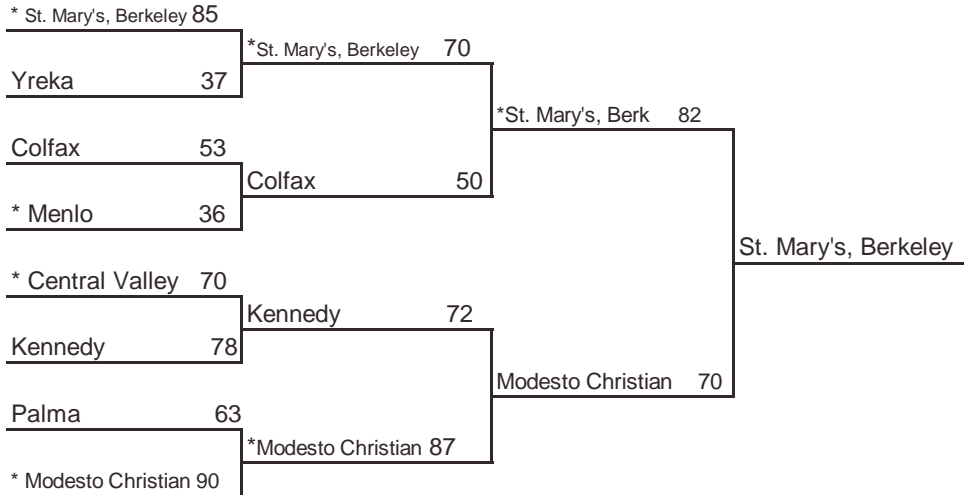 * St. Mary's, Berkeley 85
Yreka 37
Colfax 53
* Menlo 36
* Central Valley 70
Kennedy 78
Palma 63
* Modesto Christian 90
*St. Mary's, Berkeley 70
Colfax 50
Kennedy 72
*Modesto Christian 87
*St. Mary's, Berk 82
Modesto Christian 70
St. Mary's, Berkeley